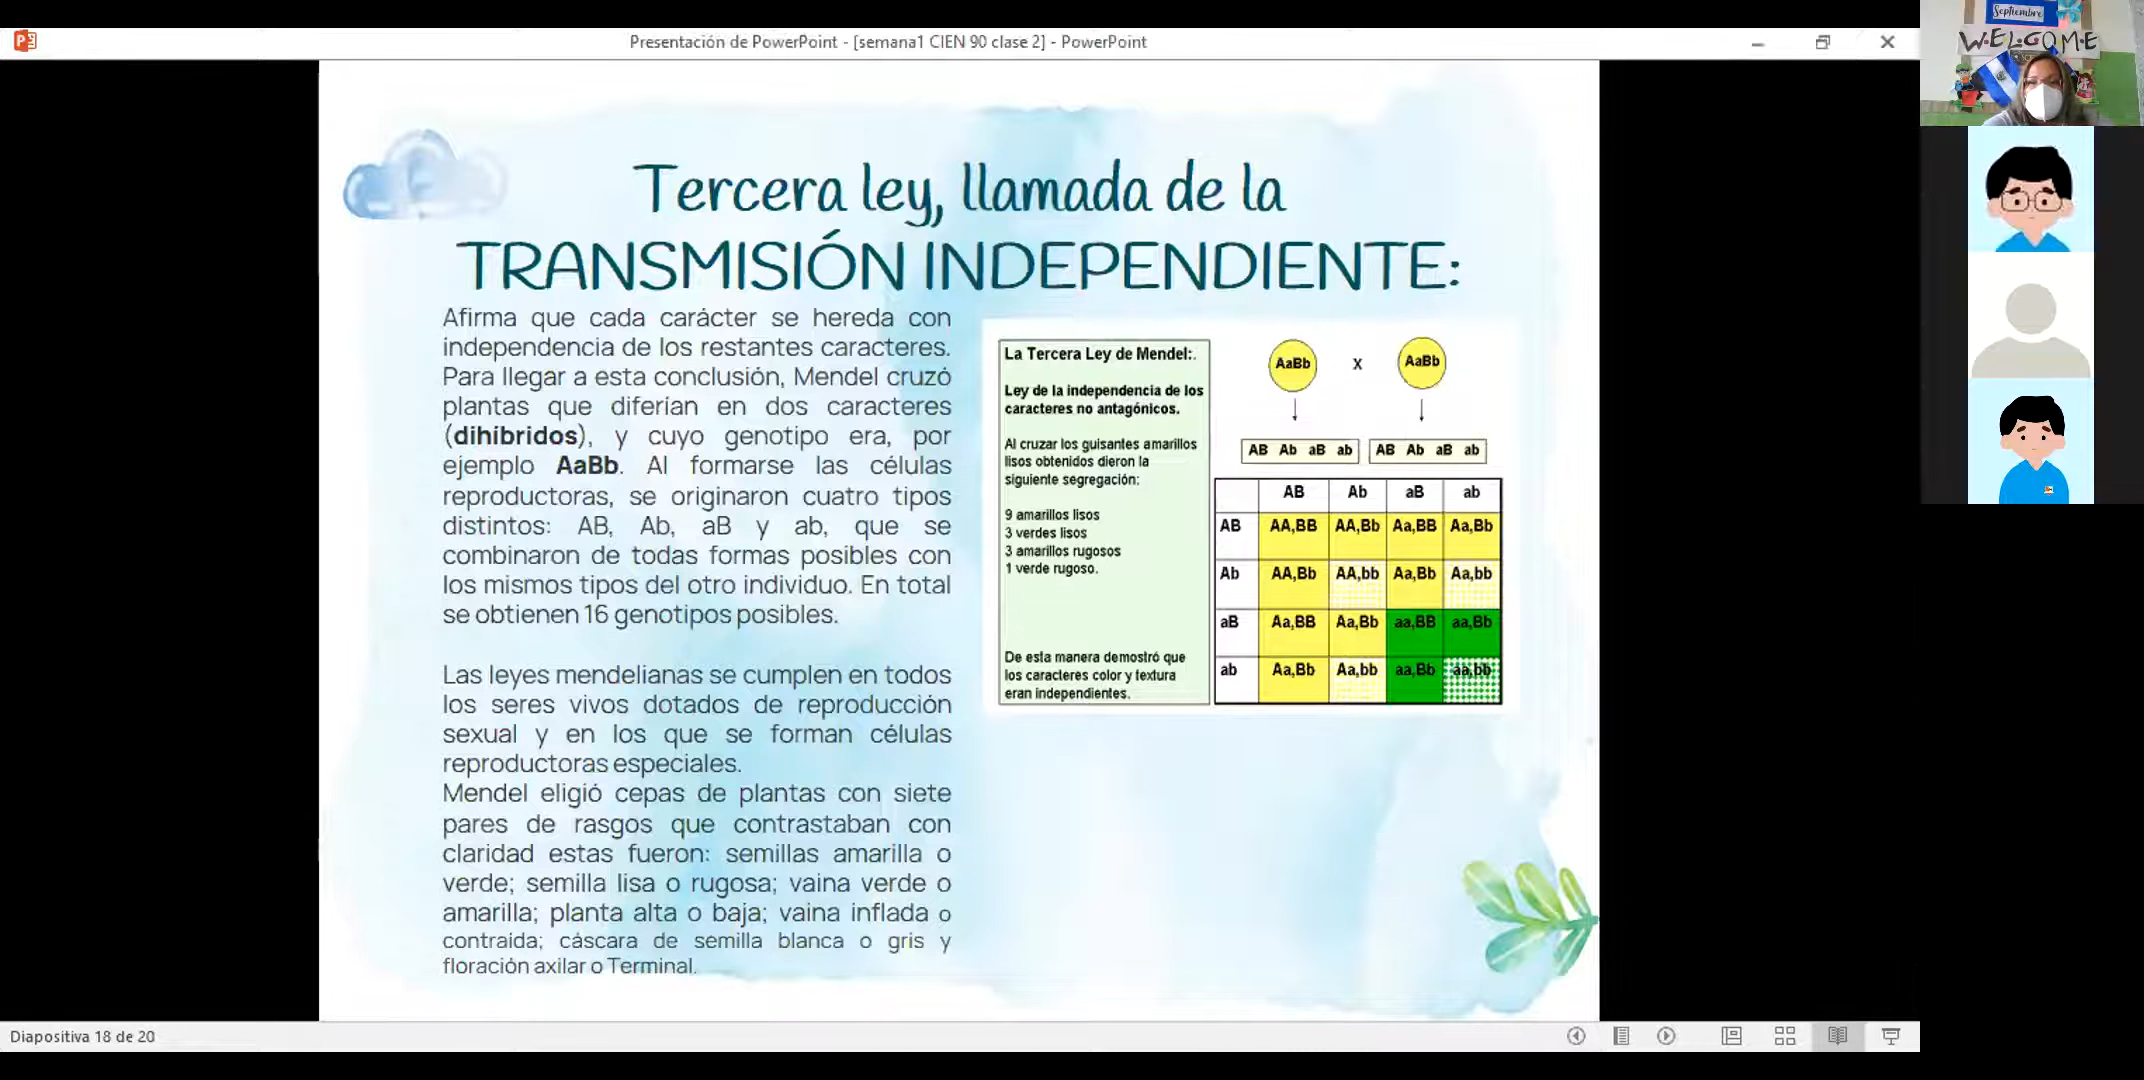 Presentación de PowerPoint - [semana1 CIEN 90 clase 2] - PowerPoint
Septiembre
WELCOME
Tercera ley, llamada de la
TRANSMISIÓN INDEPENDIENTE:
Afirma que cada carácter se hereda con
independencia de los restantes caracteres.
Para llegar a esta conclusión, Mendel cruzó
plantas que diferían en dos caracteres
(dihíbridos), y cuyo genotipo era, por
ejemplo AaBb. Al formarse las células
reproductoras, se originaron cuatro tipos
distintos: AB, Ab, aB y ab, que se
combinaron de todas formas posibles con
los mismos tipos del otro individuo. En total
se obtienen 16 genotipos posibles.
Las leyes mendelianas se cumplen en todos
los seres vivos dotados de reproducción
sexual y en los que se forman células
reproductoras especiales.
Mendel eligió cepas de plantas con siete
pares de rasgos que contrastaban con
claridad estas fueron: semillas amarilla o
verde; semilla lisa o rugosa; vaina verde o
amarilla; planta alta o baja; vaina inflada o
contraida; cáscara de semilla blanca o gris y
floración axilar o Terminal.
La Tercera Ley de Mendel:.
Ley de la independencia de los
caracteres no antagónicos.
Al cruzar los guisantes amarillos
lisos obtenidos dieron la
siguiente segregación:
9 amarillos lisos
3 verdes lisos
3 amarillos rugosos
1 verde rugoso.
De esta manera demostró que
los caracteres color y textura
eran independientes.
AaBb x AaBb
AB Ab aB ab AB Ab aB ab
AB Ab aB ab
AB AA,BB AA,Bb Aa,BB Aa,Bb
Ab AA,Bb AA,bb Aa,Bb Aa,bb
aB Aa,BB Aa,Bb aa,BB aa,Bb
ab Aa,Bb Aa,bb aa,Bb aa,bb
Diapositiva 18 de 20